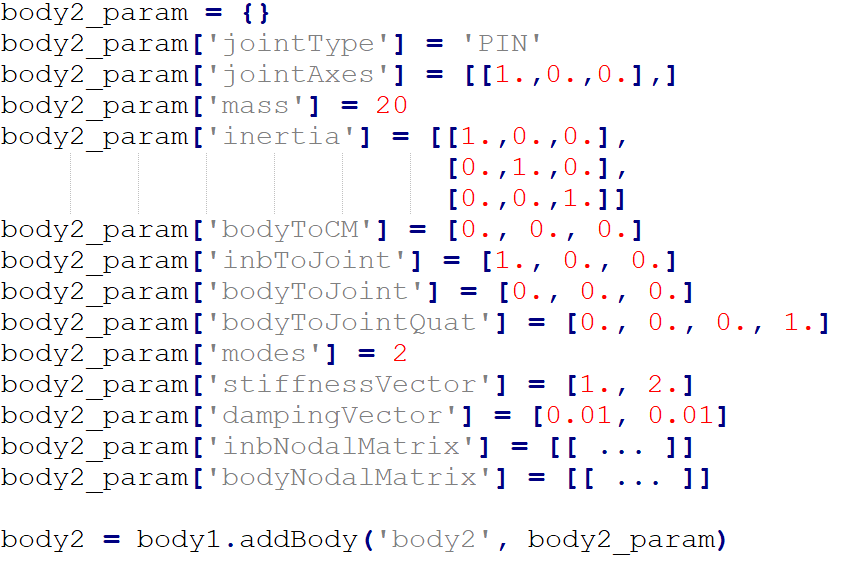 body2_param = {}
body2_param['jointType'] = 'PIN'
body2_param['jointAxes'] = [[1.,0.,0.],]
body2_param['mass'] = 20
body2_param['inertia'] = [[1.,0.,0.],
[0.,1.,0.],
[0.,0.,1.]]
body2_param['bodyToCM'] = [0., 0., 0.]
body2_param['inbToJoint'] = [1., 0., 0.]
body2_param['bodyToJoint'] = [0., 0., 0.]
body2_param['bodyToJointQuat'] = [0., 0., 0., 1.]
body2_param['modes'] = 2
body2_param['stiffnessVector'] = [1., 2.]
body2_param['dampingVector'] = [0.01, 0.01]
body2_param['inbNodalMatrix'] = [[ ... ]]
body2_param['bodyNodalMatrix'] = [[ ... ]]
body2 = body1.addBody('body2', body2_param)